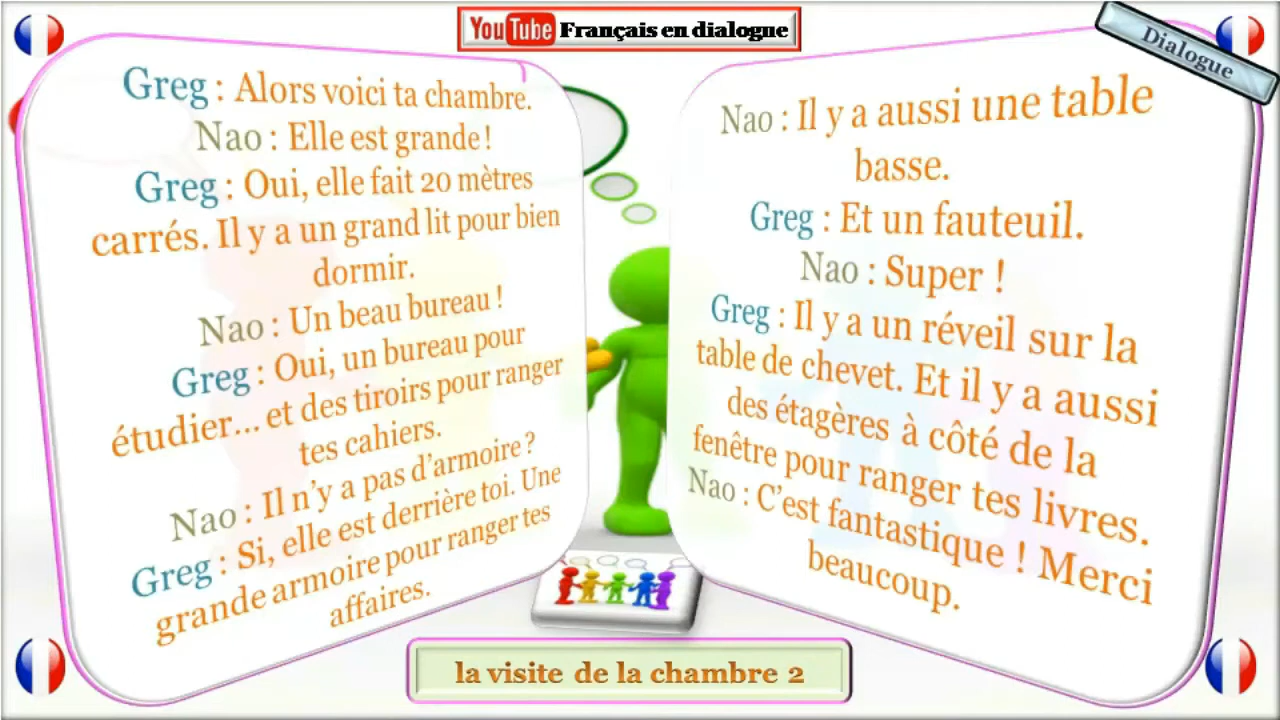 YouTube Français en dialogue
Dialogue
Greg : Alors voici ta chambre.
Nao : Elle est grande !
Greg : Oui, elle fait 20 mètres
carrés. Il y a un grand lit pour bien
dormir.
Nao : Un beau bureau !
Greg : Oui, un bureau pour
étudier... et des tiroirs pour ranger
tes cahiers.
Nao : Il n’y a pas d’armoire ?
Greg : Si, elle est derrière toi. Une
grande armoire pour ranger tes
affaires.
Nao : Il y a aussi une table
basse.
Greg : Et un fauteuil.
Nao : Super !
Greg : Il y a un réveil sur la
table de chevet. Et il y a aussi
des étagères à côté de la
fenêtre pour ranger tes livres.
Nao : C’est fantastique ! Merci
beaucoup.
la visite de la chambre 2